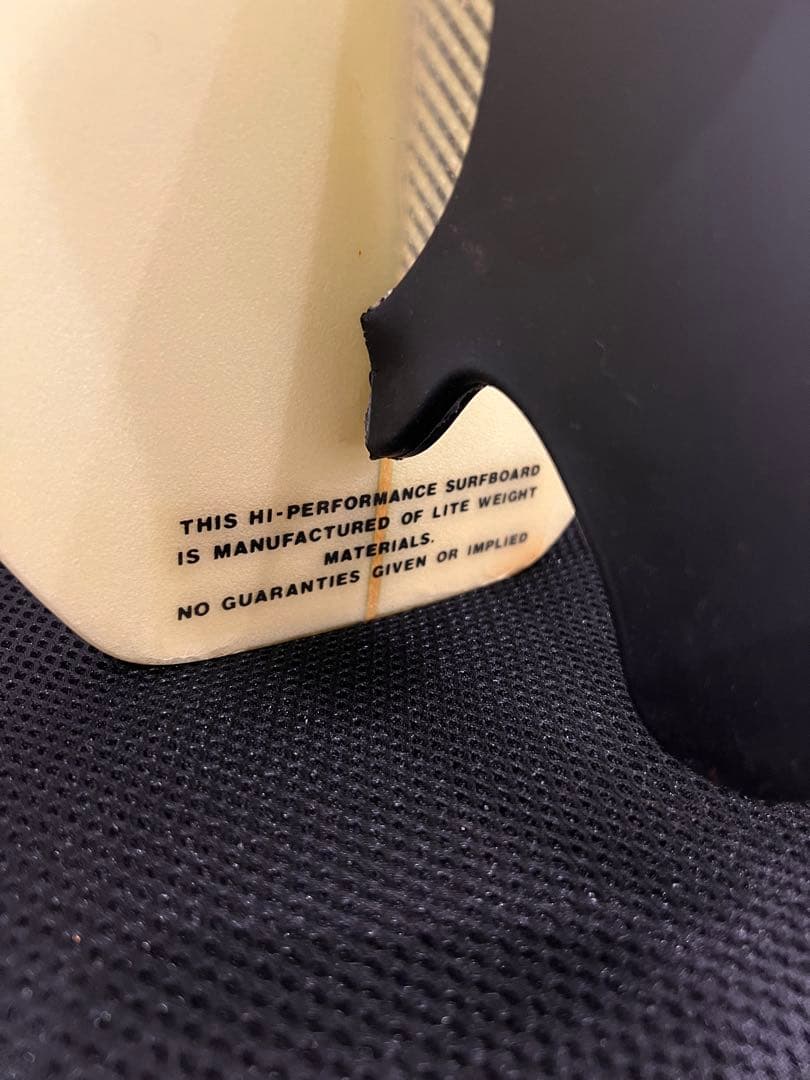 THIS HI-PERFORMANCE SURFBOARD
IS MANUFACTURED OF LITE WEIGHT
MATERIALS.
NO GUARANTIES GIVEN OR IMPLIED